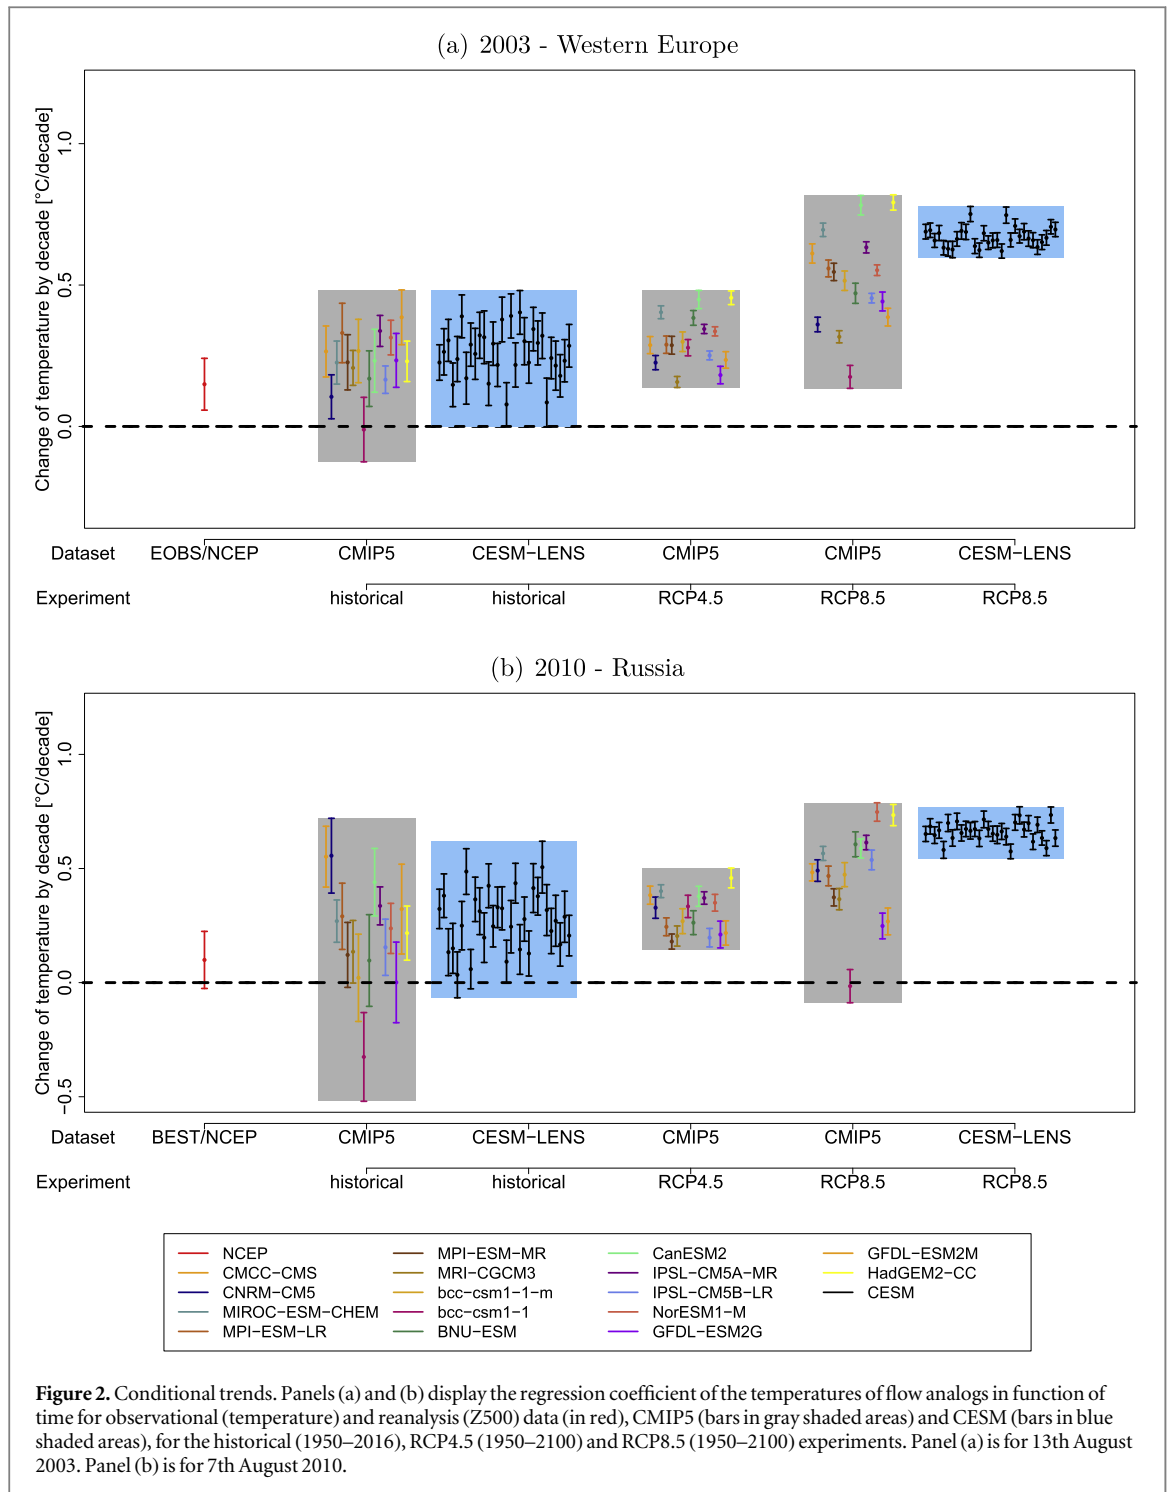 (a) 2003 - Western Europe
Change of temperature by decade [°C/decade]
1.0
0.5
0.0
Dataset EOBS/NCEP CMIP5 CESM−LENS CMIP5 CMIP5 CESM−LENS
Experiment historical historical RCP4.5 RCP8.5 RCP8.5
(b) 2010 - Russia
Change of temperature by decade [°C/decade]
1.0
0.5
0.0
−0.5
Dataset BEST/NCEP CMIP5 CESM−LENS CMIP5 CMIP5 CESM−LENS
Experiment historical historical RCP4.5 RCP8.5 RCP8.5
NCEP MPI−ESM−MR CanESM2 GFDL−ESM2M
CMCC−CMS MRI−CGCM3 IPSL−CM5A−MR HadGEM2−CC
CNRM−CM5 bcc−csm1−1−m IPSL−CM5B−LR CESM
MIROC−ESM−CHEM bcc−csm1−1 NorESM1−M
MPI−ESM−LR BNU−ESM GFDL−ESM2G
Figure 2. Conditional trends. Panels (a) and (b) display the regression coefficient of the temperatures of flow analogs in function of
time for observational (temperature) and reanalysis (Z500) data (in red), CMIP5 (bars in gray shaded areas) and CESM (bars in blue
shaded areas), for the historical (1950–2016), RCP4.5 (1950–2100) and RCP8.5 (1950–2100) experiments. Panel (a) is for 13th August
2003. Panel (b) is for 7th August 2010.